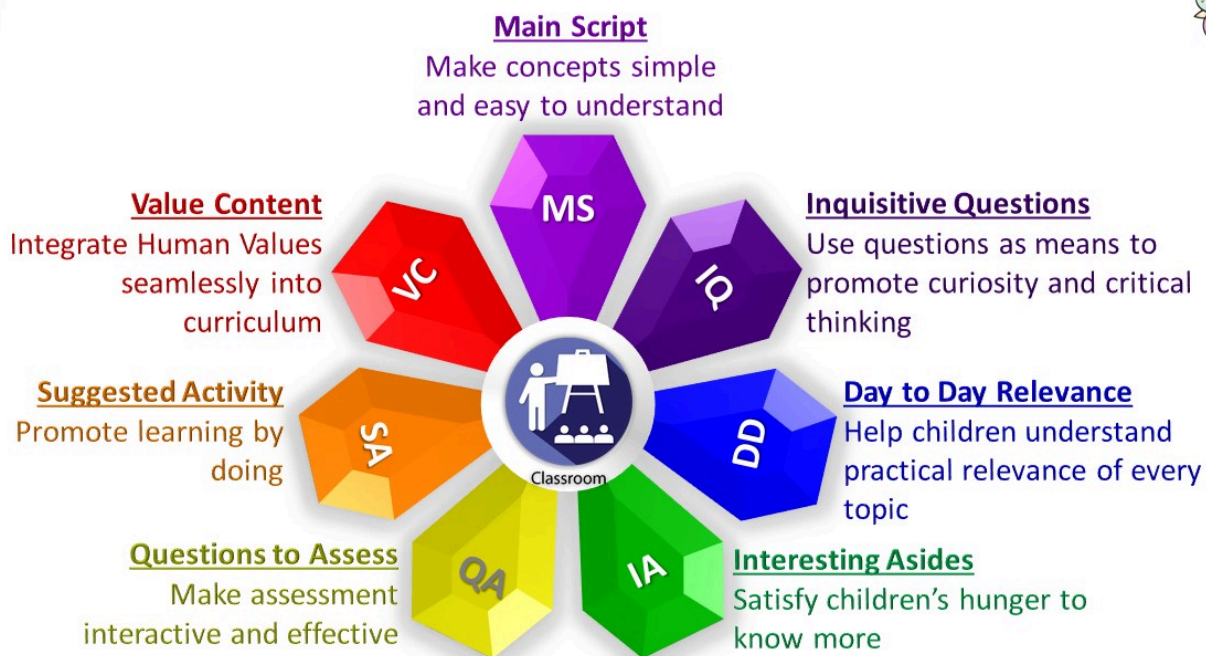 Main Script
Make concepts simple
and easy to understand
MS
Inquisitive Questions
Use questions as means to
promote curiosity and critical
thinking
IQ
Day to Day Relevance
Help children understand
practical relevance of every
topic
DD
Interesting Asides
Satisfy children's hunger to
know more
IA
Questions to Assess
Make assessment
interactive and effective
QA
Suggested Activity
Promote learning by
doing
SA
Value Content
Integrate Human Values
seamlessly into
curriculum
VC
Classroom